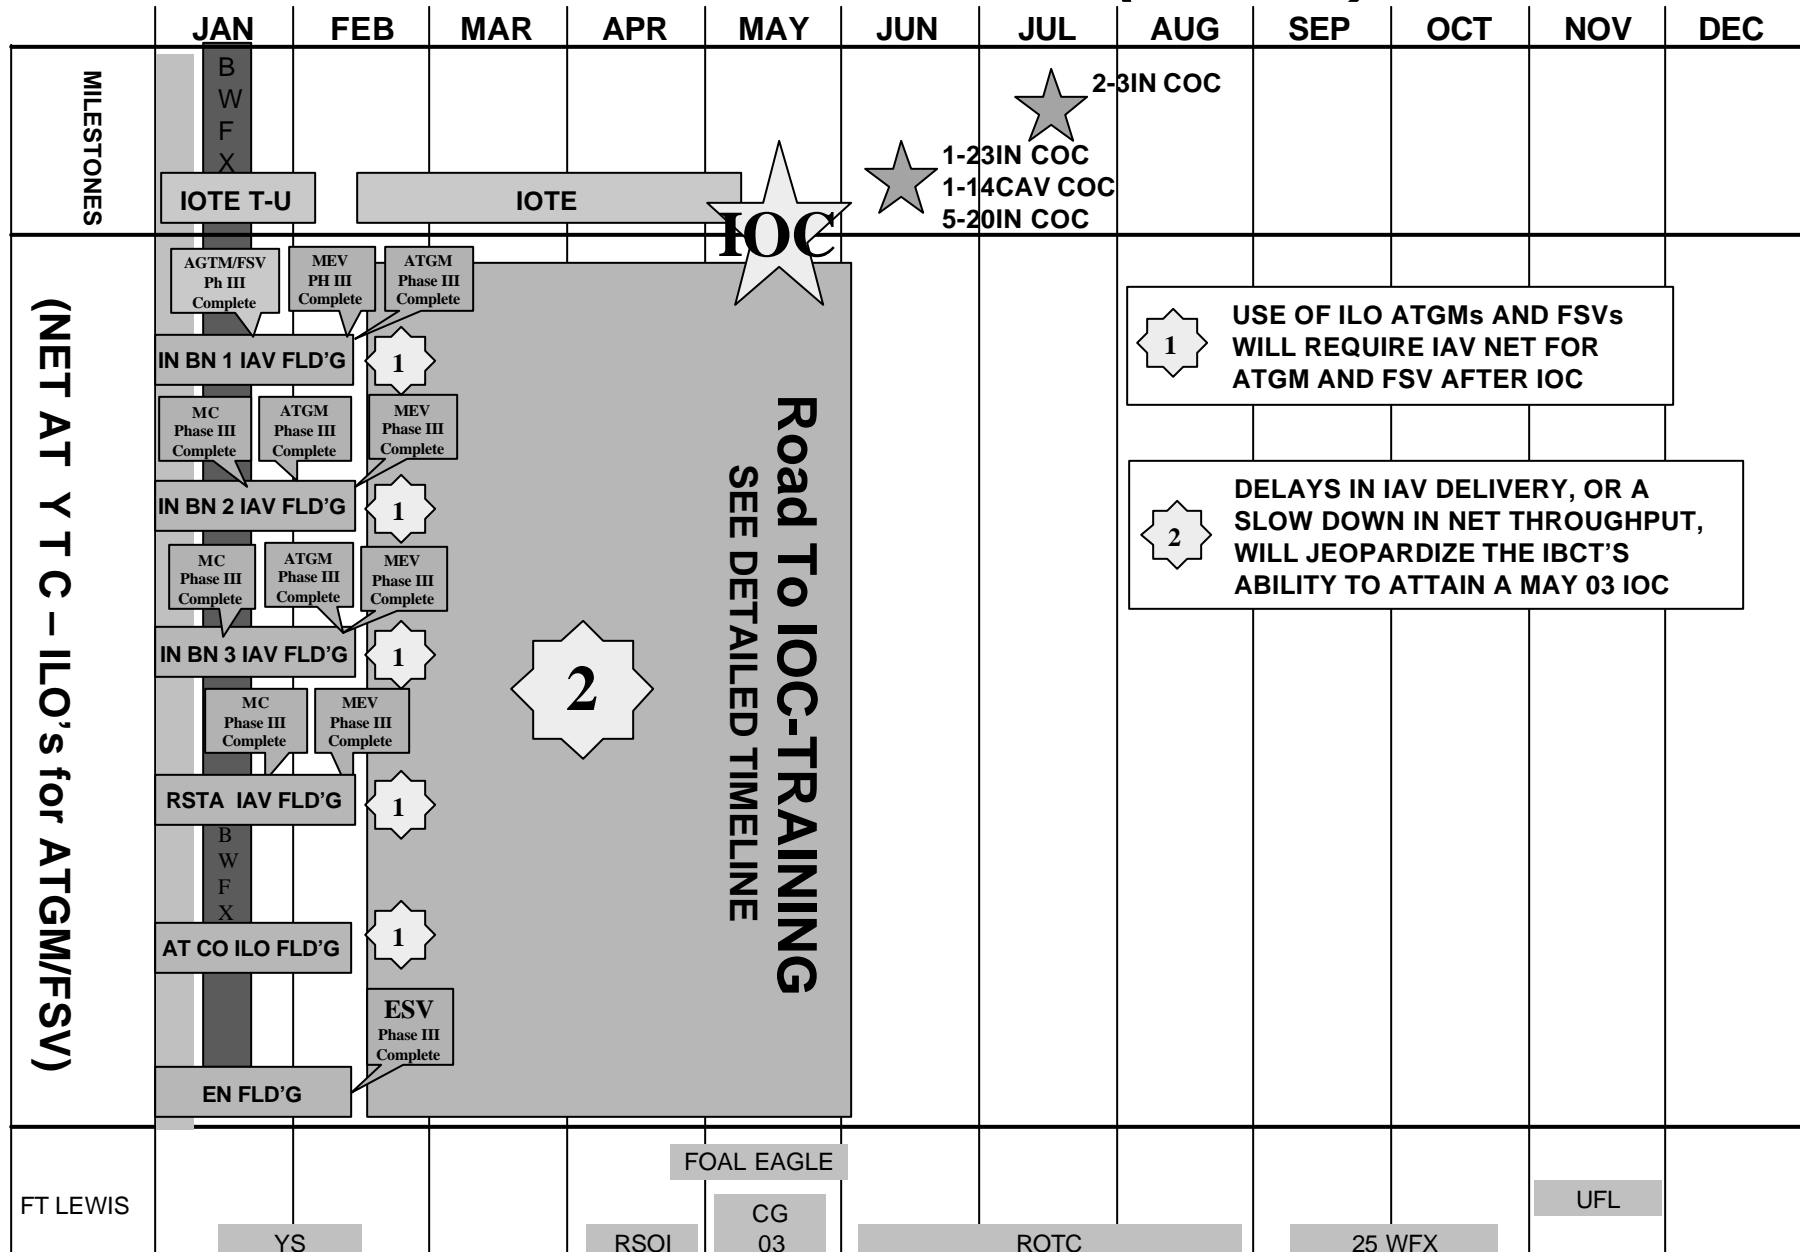 JAN FEB MAR APR MAY JUN JUL AUG SEP OCT NOV DEC
MILESTONES
B
W
F
X
IOTE T-U
IOTE
IOC
2-3IN COC
1-23IN COC
1-14CAV COC
5-20IN COC
(NET AT Y T C – ILO's for ATGM/FSV)
AGTM/FSV
Ph III
Complete
MEV
PH III
Complete
ATGM
Phase III
Complete
IN BN 1 IAV FLD'G
1
MC
Phase III
Complete
ATGM
Phase III
Complete
MEV
Phase III
Complete
IN BN 2 IAV FLD'G
1
MC
Phase III
Complete
ATGM
Phase III
Complete
MEV
Phase III
Complete
IN BN 3 IAV FLD'G
1
MC
Phase III
Complete
MEV
Phase III
Complete
RSTA IAV FLD'G
1
B
W
F
X
AT CO ILO FLD'G
1
ESV
Phase III
Complete
EN FLD'G
2
Road To IOC-TRAINING
SEE DETAILED TIMELINE
1
USE OF ILO ATGMs AND FSVs
WILL REQUIRE IAV NET FOR
ATGM AND FSV AFTER IOC
2
DELAYS IN IAV DELIVERY, OR A
SLOW DOWN IN NET THROUGHPUT,
WILL JEOPARDIZE THE IBCT'S
ABILITY TO ATTAIN A MAY 03 IOC
FT LEWIS
FOAL EAGLE
UFL
YS
RSOI
CG
03
ROTC
25 WFX